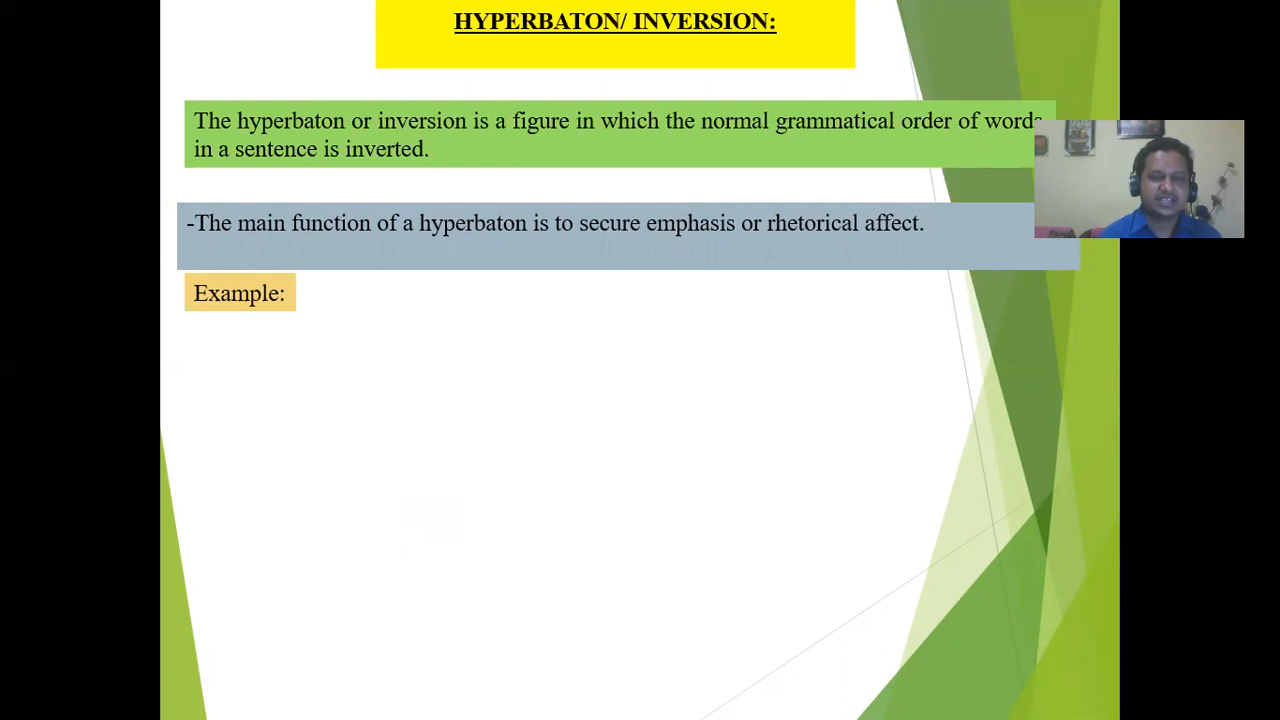 HYPERBATON/ INVERSION:
The hyperbaton or inversion is a figure in which the normal grammatical order of words
in a sentence is inverted.
-The main function of a hyperbaton is to secure emphasis or rhetorical affect.
Example: